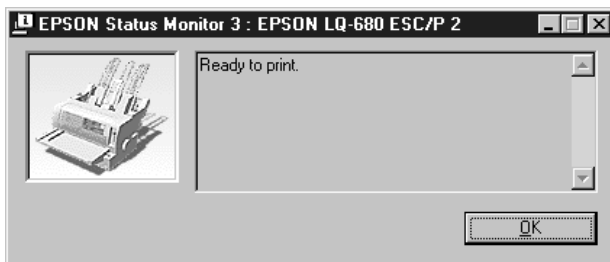 EPSON Status Monitor 3 : EPSON LQ-680 ESC/P 2
Ready to print.
OK